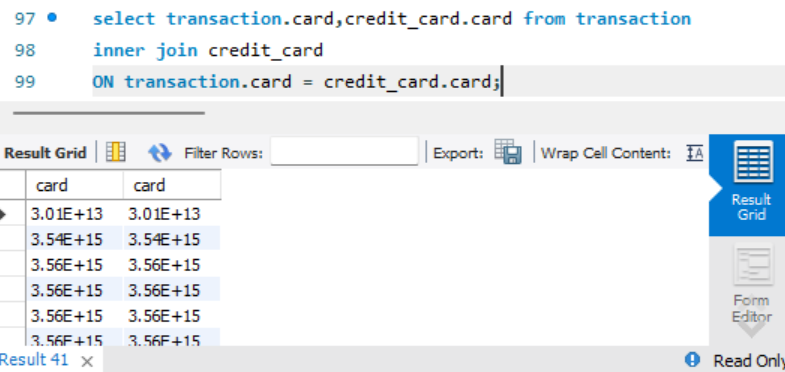 97 select transaction.card,credit_card.card from transaction
98 inner join credit_card
99 ON transaction.card = credit_card.card;
Result Grid Filter Rows: Export: Wrap Cell Content: IA
card card
3.01E+13 3.01E+13
3.54E+15 3.54E+15
3.56E+15 3.56E+15
3.56E+15 3.56E+15
3.56E+15 3.56E+15
3.56E+15 3.56E+15
Result
Grid
Form
Editor
Result 41 Read Only